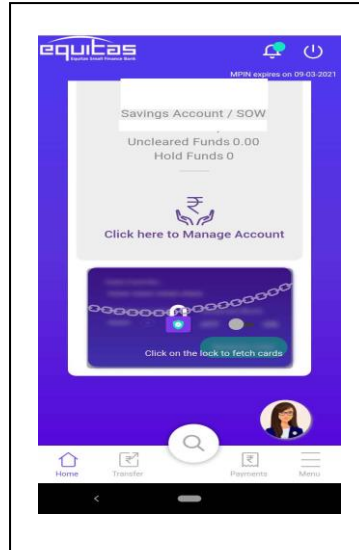 equitas
Equitas Small Finance Bank
MPIN expires on 09-03-2021
Savings Account / SOW
Uncleared Funds 0.00
Hold Funds 0
Click here to Manage Account
Click on the lock to fetch cards
Home
Transfer
Payments
Menu